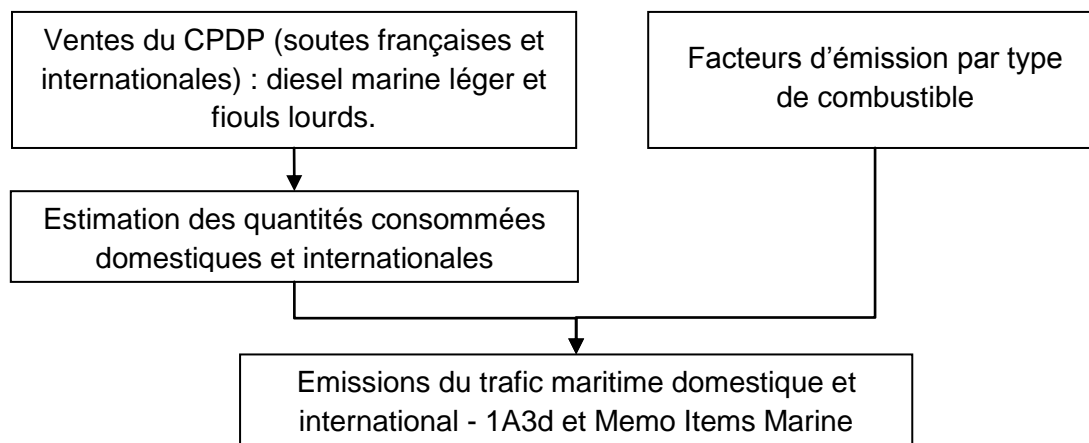 Ventes du CPDP (soutes françaises et
internationales) : diesel marine léger et
fiouls lourds.
Facteurs d’émission par type
de combustible
Estimation des quantités consommées
domestiques et internationales
Emissions du trafic maritime domestique et
international - 1A3d et Memo Items Marine